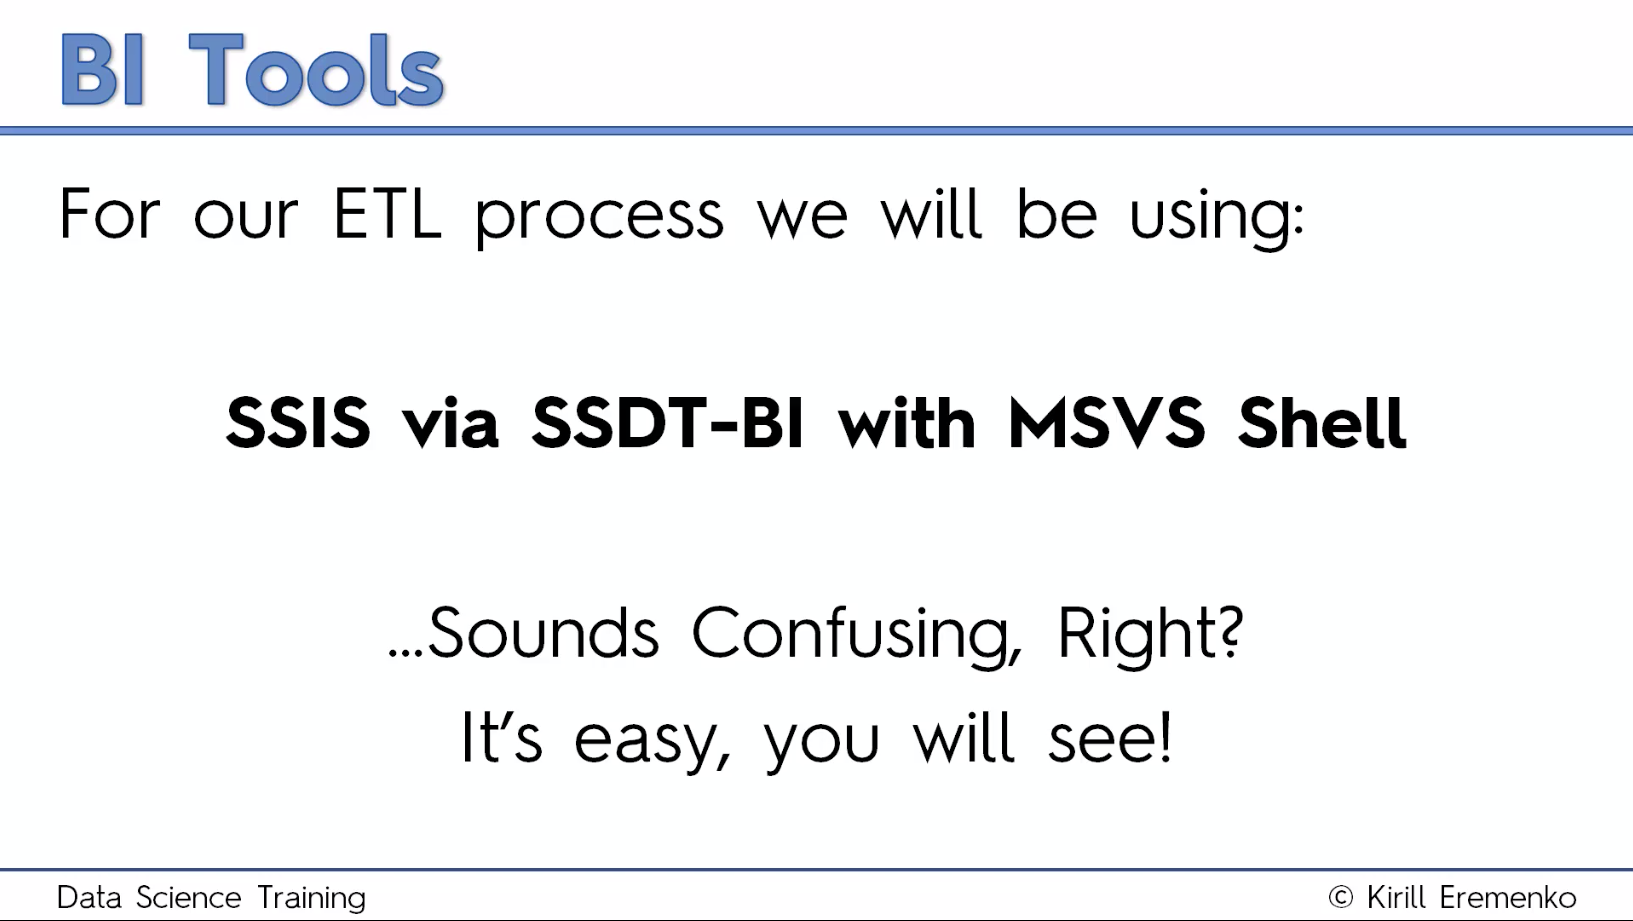 BI Tools
For our ETL process we will be using:
SSIS via SSDT-BI with MSVS Shell
...Sounds Confusing, Right?
It’s easy, you will see!
Data Science Training
© Kirill Eremenko